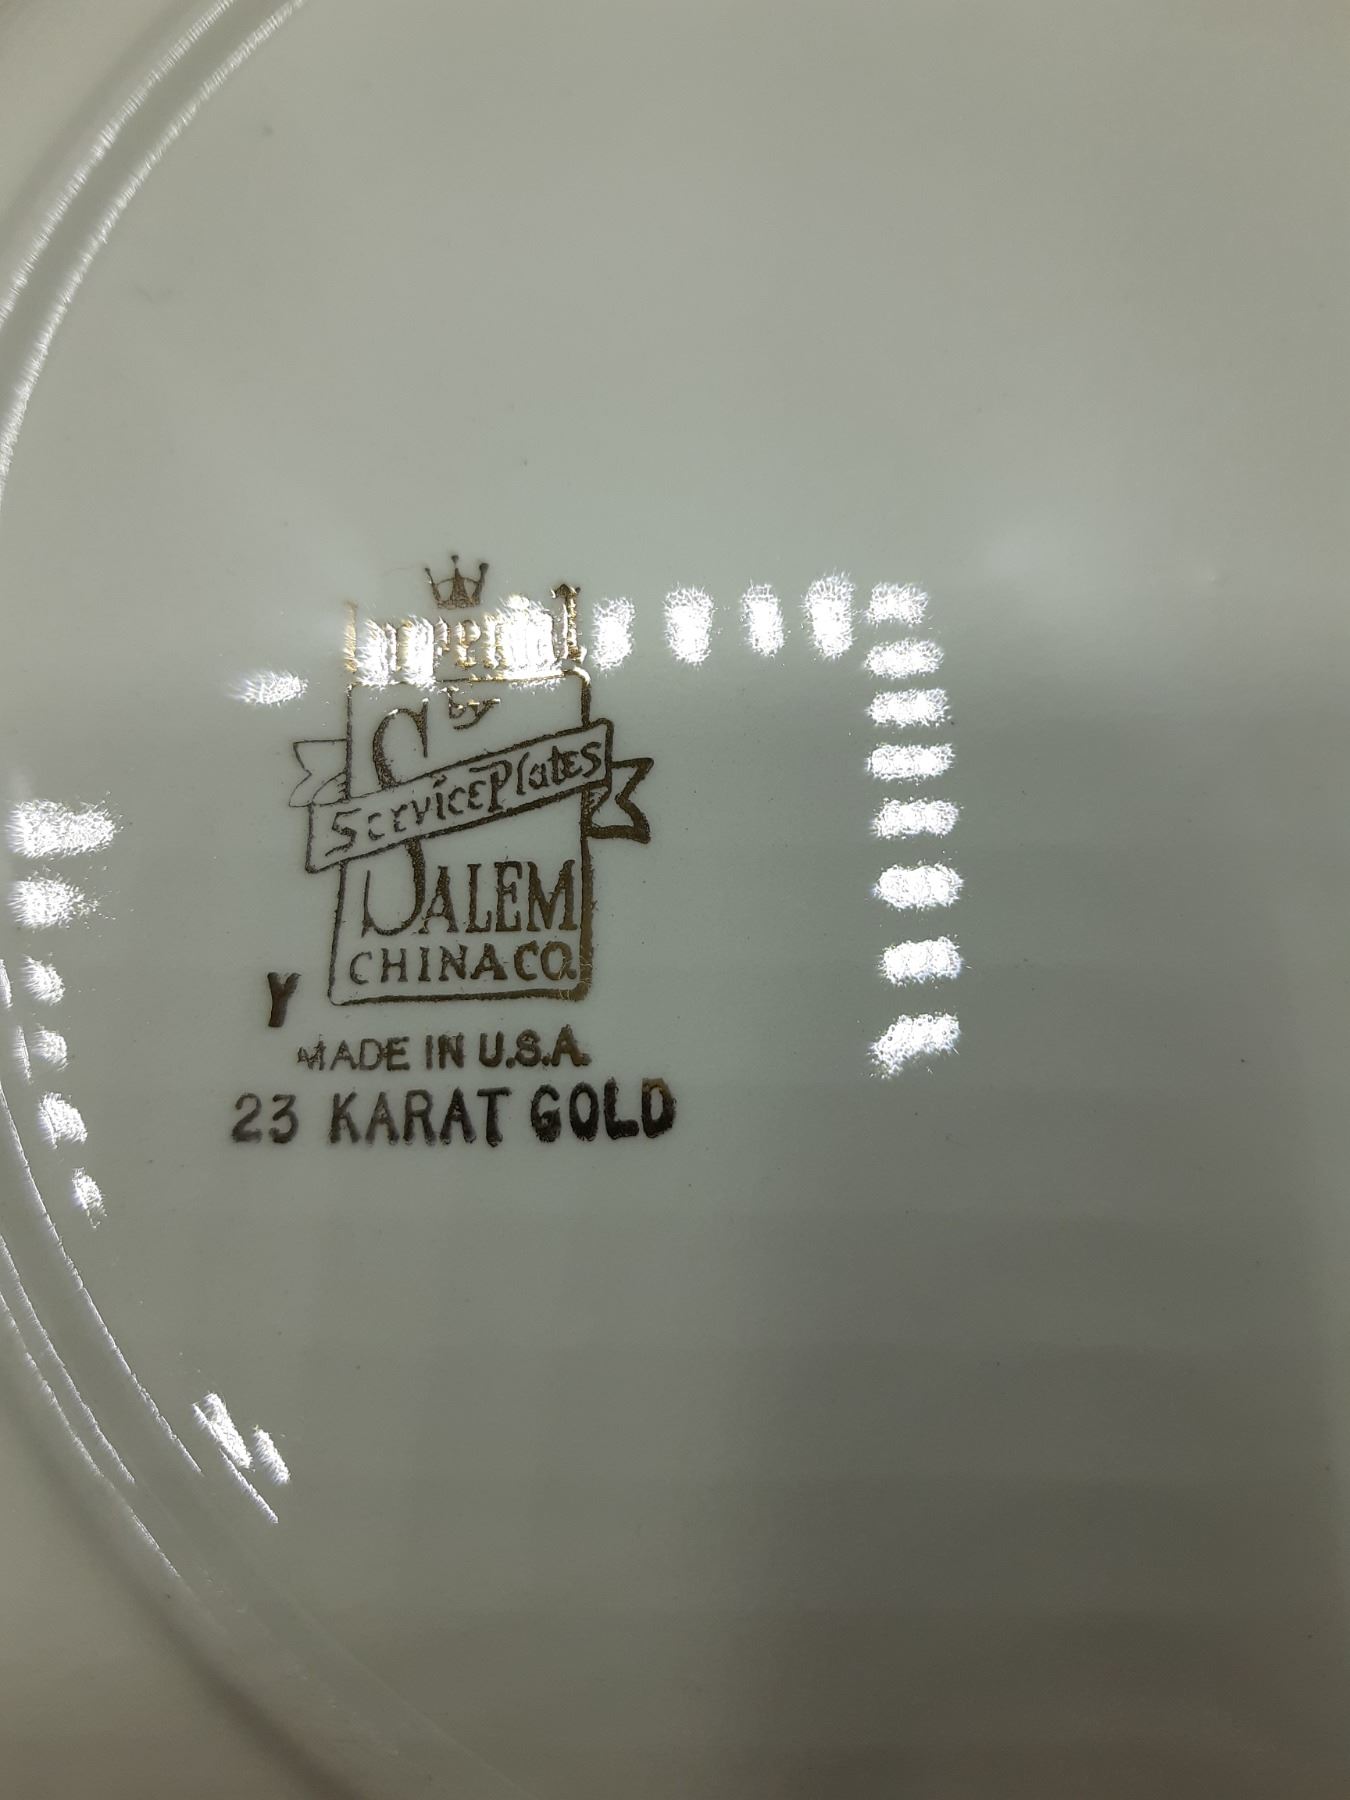 Imperial
by
Service Plates
SALEM
CHINA CO.
Y
MADE IN U.S.A.
23 KARAT GOLD